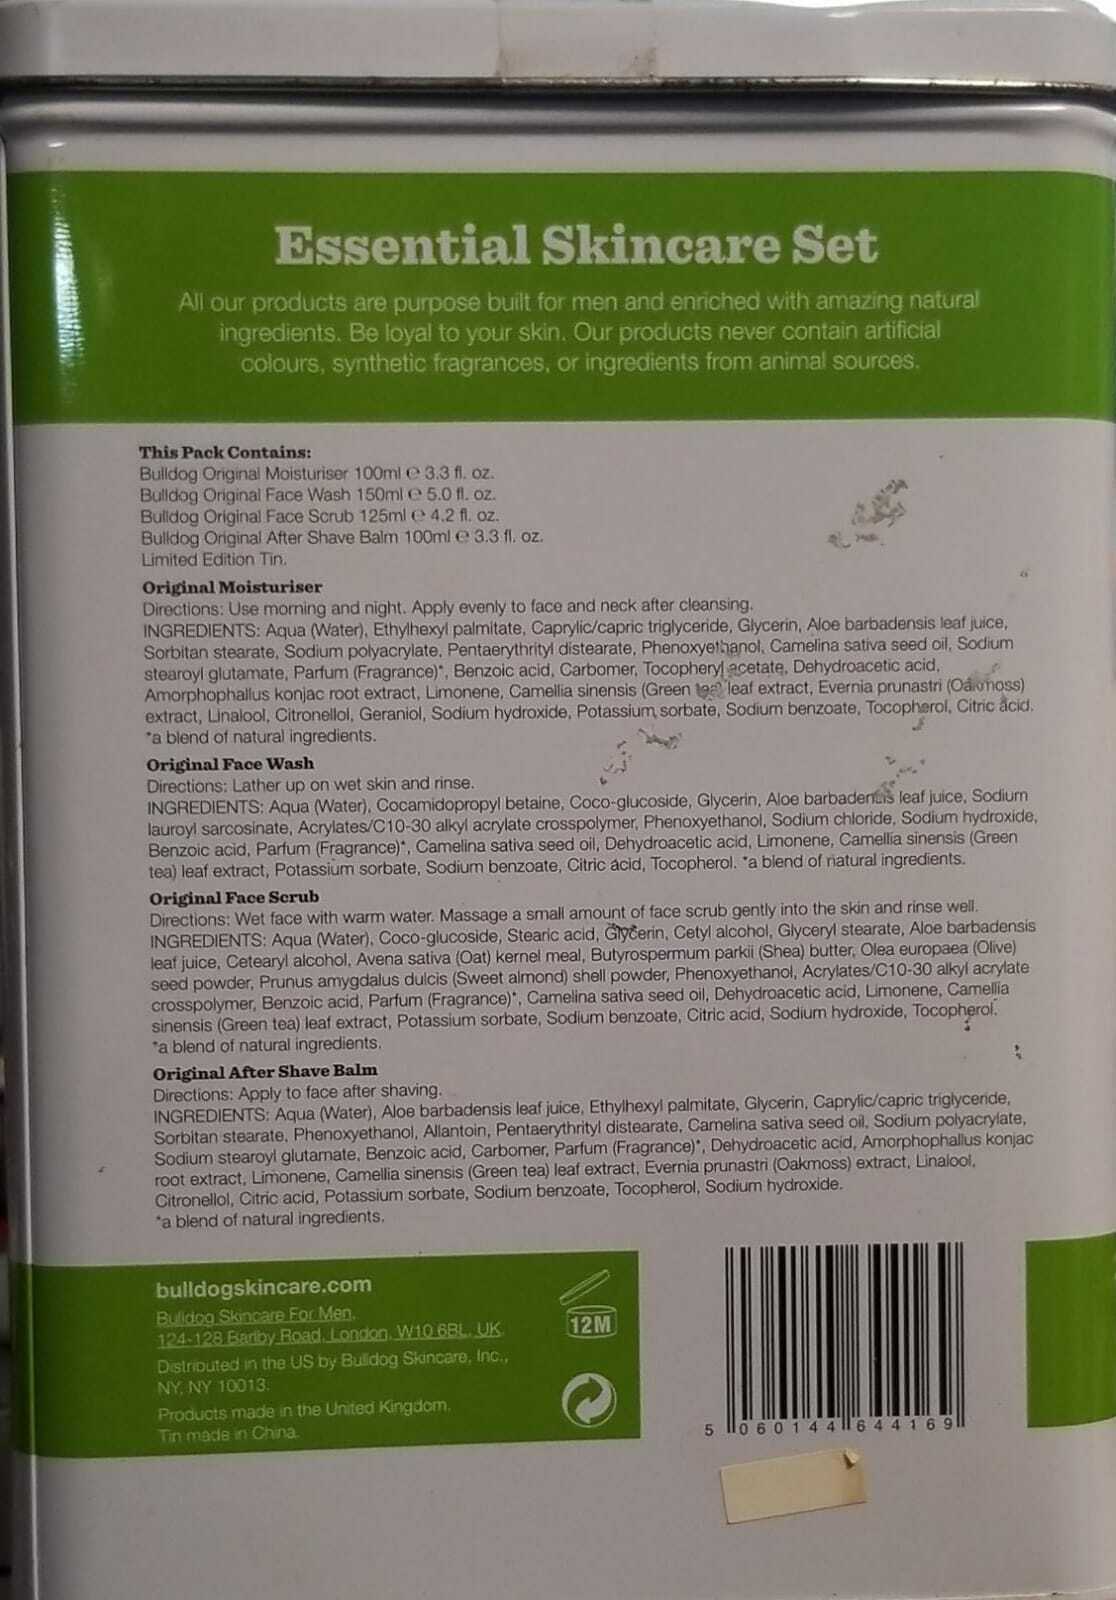 Essential Skincare Set
All our products are purpose built for men and enriched with amazing natural
ingredients. Be loyal to your skin. Our products never contain artificial
colours, synthetic fragrances, or ingredients from animal sources.
This Pack Contains:
Bulldog Original Moisturiser 100ml ℮ 3.3 fl. oz.
Bulldog Original Face Wash 150ml ℮ 5.0 fl. oz.
Bulldog Original Face Scrub 125ml ℮ 4.2 fl. oz.
Bulldog Original After Shave Balm 100ml ℮ 3.3 fl. oz.
Limited Edition Tin.
Original Moisturiser
Directions: Use morning and night. Apply evenly to face and neck after cleansing.
INGREDIENTS: Aqua (Water), Ethylhexyl palmitate, Caprylic/capric triglyceride, Glycerin, Aloe barbadensis leaf juice,
Sorbitan stearate, Sodium polyacrylate, Pentaerythrityl distearate, Phenoxyethanol, Camelina sativa seed oil, Sodium
stearoyl glutamate, Parfum (Fragrance)*, Benzoic acid, Carbomer, Tocopheryl acetate, Dehydroacetic acid,
Amorphophallus konjac root extract, Limonene, Camellia sinensis (Green tea) leaf extract, Evernia prunastri (Oakmoss)
extract, Linalool, Citronellol, Geraniol, Sodium hydroxide, Potassium sorbate, Sodium benzoate, Tocopherol, Citric acid.
*a blend of natural ingredients.
Original Face Wash
Directions: Lather up on wet skin and rinse.
INGREDIENTS: Aqua (Water), Cocamidopropyl betaine, Coco-glucoside, Glycerin, Aloe barbadensis leaf juice, Sodium
lauroyl sarcosinate, Acrylates/C10-30 alkyl acrylate crosspolymer, Phenoxyethanol, Sodium chloride, Sodium hydroxide,
Benzoic acid, Parfum (Fragrance)*, Camelina sativa seed oil, Dehydroacetic acid, Limonene, Camellia sinensis (Green
tea) leaf extract, Potassium sorbate, Sodium benzoate, Citric acid, Tocopherol. *a blend of natural ingredients.
Original Face Scrub
Directions: Wet face with warm water. Massage a small amount of face scrub gently into the skin and rinse well.
INGREDIENTS: Aqua (Water), Coco-glucoside, Stearic acid, Glycerin, Cetyl alcohol, Glyceryl stearate, Aloe barbadensis
leaf juice, Cetearyl alcohol, Avena sativa (Oat) kernel meal, Butyrospermum parkii (Shea) butter, Olea europaea (Olive)
seed powder, Prunus amygdalus dulcis (Sweet almond) shell powder, Phenoxyethanol, Acrylates/C10-30 alkyl acrylate
crosspolymer, Benzoic acid, Parfum (Fragrance)*, Camelina sativa seed oil, Dehydroacetic acid, Limonene, Camellia
sinensis (Green tea) leaf extract, Potassium sorbate, Sodium benzoate, Citric acid, Sodium hydroxide, Tocopherol.
*a blend of natural ingredients.
Original After Shave Balm
Directions: Apply to face after shaving.
INGREDIENTS: Aqua (Water), Aloe barbadensis leaf juice, Ethylhexyl palmitate, Glycerin, Caprylic/capric triglyceride,
Sorbitan stearate, Phenoxyethanol, Allantoin, Pentaerythrityl distearate, Camelina sativa seed oil, Sodium polyacrylate,
Sodium stearoyl glutamate, Benzoic acid, Carbomer, Parfum (Fragrance)*, Dehydroacetic acid, Amorphophallus konjac
root extract, Limonene, Camellia sinensis (Green tea) leaf extract, Evernia prunastri (Oakmoss) extract, Linalool,
Citronellol, Citric acid, Potassium sorbate, Sodium benzoate, Tocopherol, Sodium hydroxide.
*a blend of natural ingredients.
bulldogskincare.com
Bulldog Skincare For Men,
124-128 Barlby Road, London, W10 6BL, UK.
Distributed in the US by Bulldog Skincare, Inc.,
NY, NY 10013.
Products made in the United Kingdom.
Tin made in China.
12M
5 060144 644169